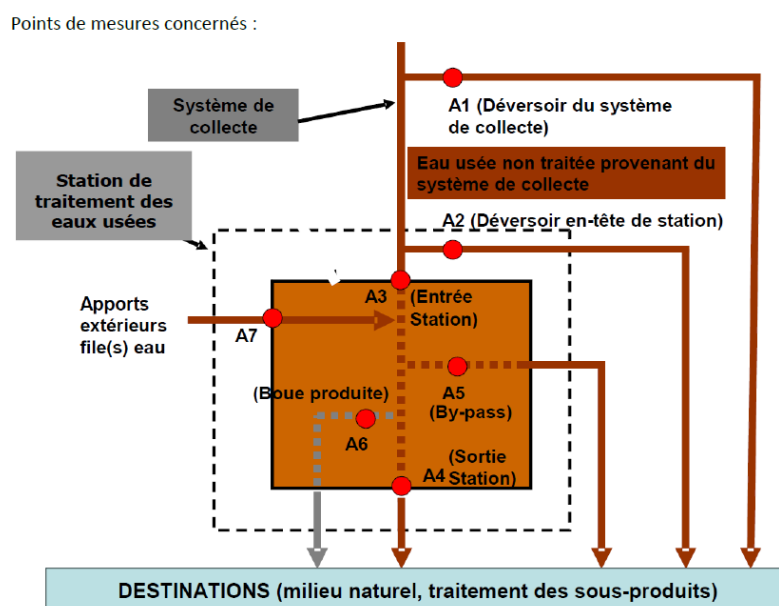 Points de mesures concernés :
Système de
collecte
A1 (Déversoir du système
de collecte)
Eau usée non traitée provenant du
système de collecte
Station de
traitement des
eaux usées
A2 (Déversoir en-tête de station)
A3
(Entrée
Station)
Apports
extérieurs
file(s) eau
A7
(Boue produite)
A5
(By-pass)
A6
(Sortie
Station)
A4
DESTINATIONS (milieu naturel, traitement des sous-produits)